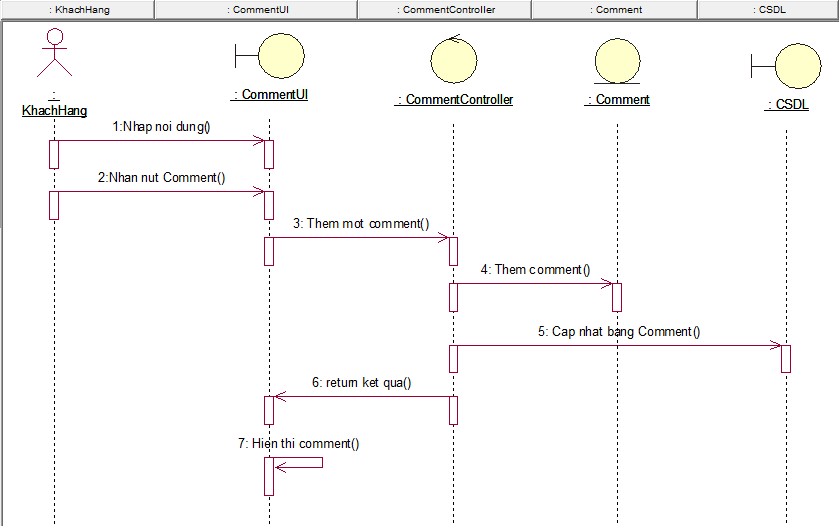 : KhachHang
: CommentUI
: CommentController
: Comment
: CSDL
:
KhachHang
: CommentUI
: CommentController
: Comment
: CSDL
1:Nhap noi dung()
2:Nhan nut Comment()
3: Them mot comment()
4: Them comment()
5: Cap nhat bang Comment()
6: return ket qua()
7: Hien thi comment()